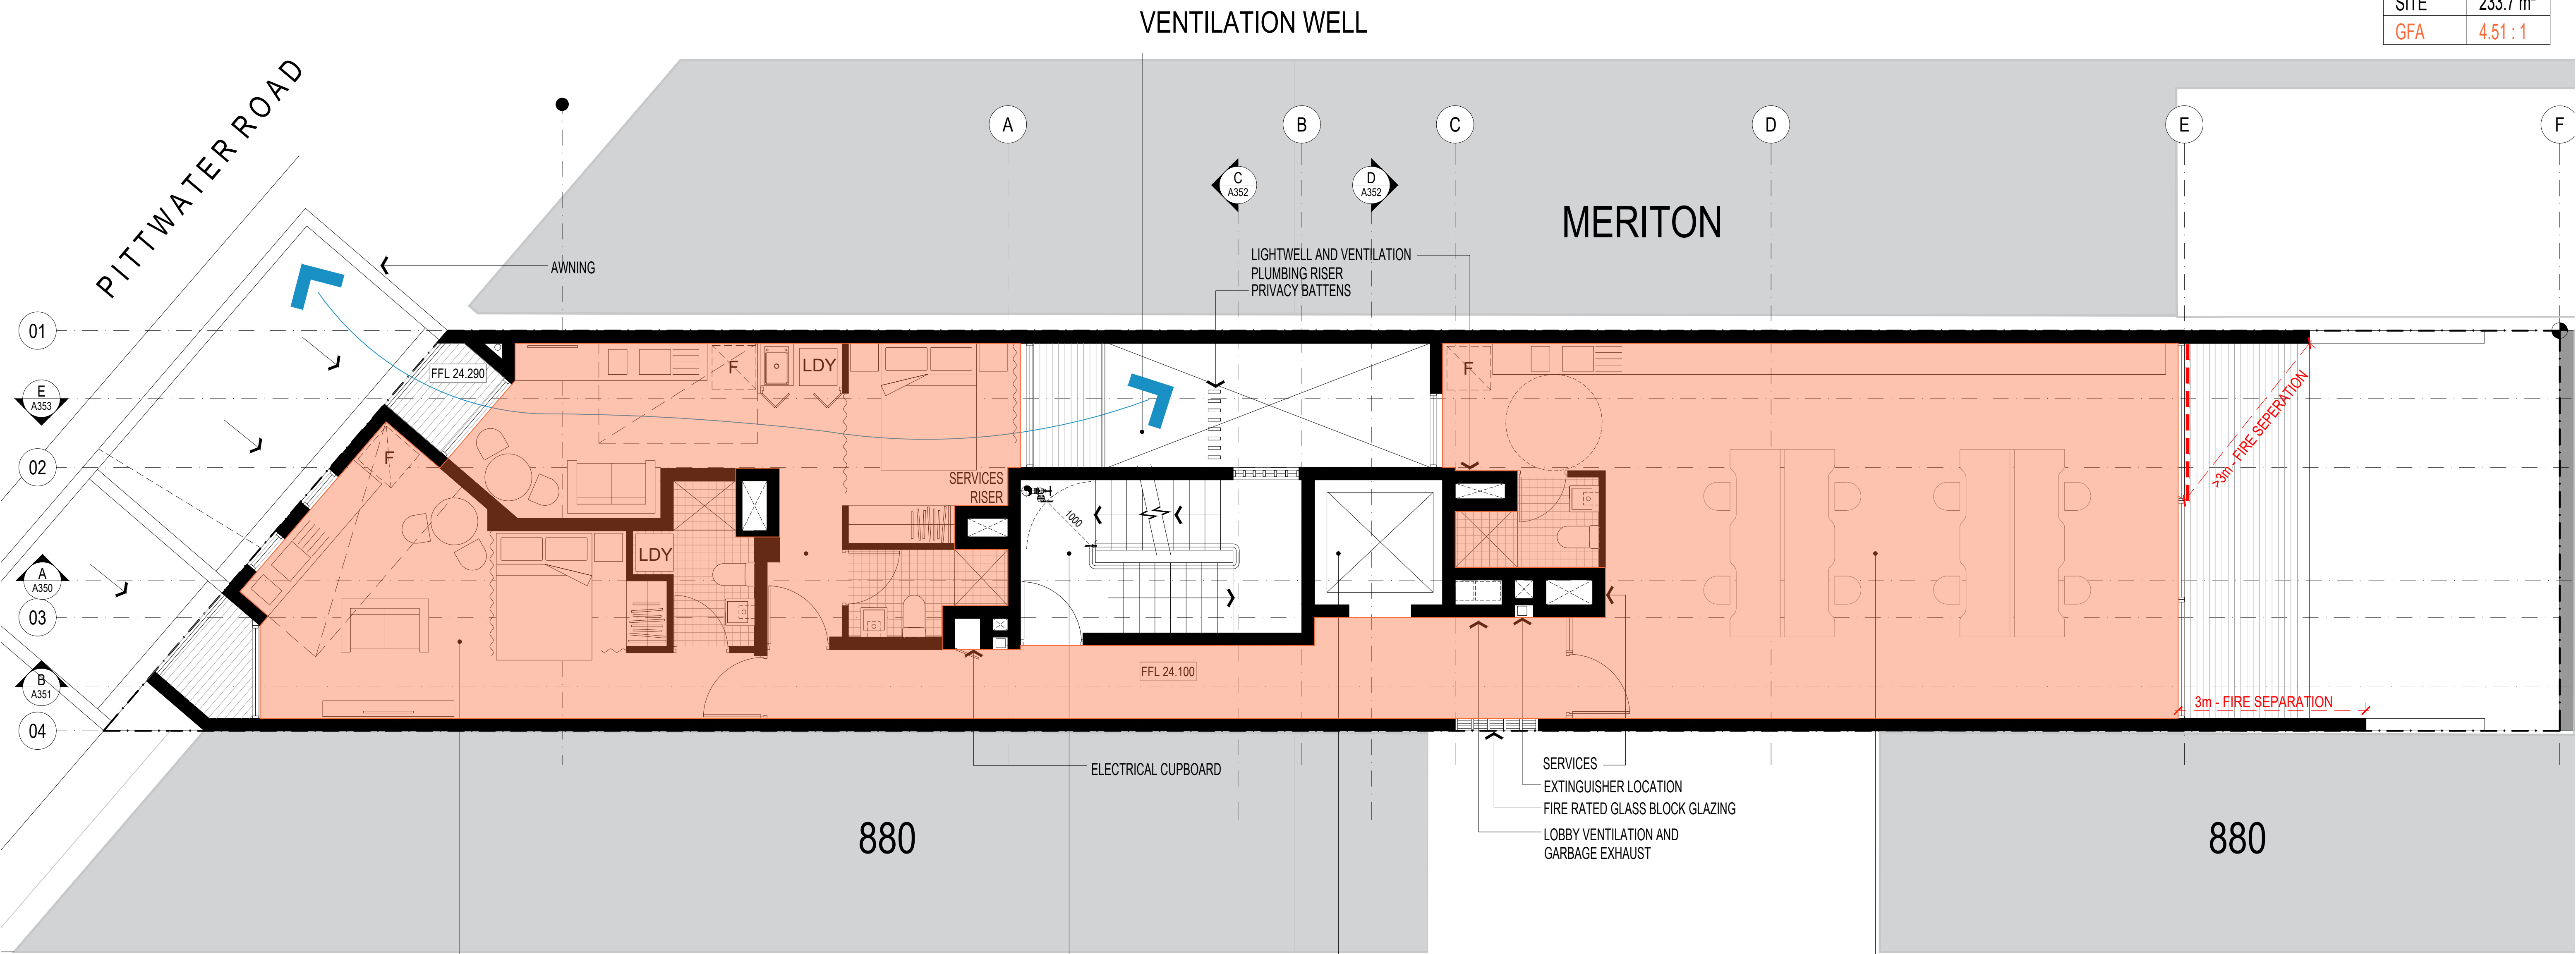 VENTILATION WELL
SITE 233.7 m²
GFA 4.51 : 1
PITTWATER ROAD
A
B
C
D
E
F
C
A352
D
A352
MERITON
AWNING
LIGHTWELL AND VENTILATION
PLUMBING RISER
PRIVACY BATTENS
01
FFL 24.290
F
LDY
F
E
A353
>3m - FIRE SEPERATION
02
F
SERVICES
RISER
1000
LDY
A
A350
03
FFL 24.100
B
A351
3m - FIRE SEPARATION
04
ELECTRICAL CUPBOARD
SERVICES
EXTINGUISHER LOCATION
FIRE RATED GLASS BLOCK GLAZING
LOBBY VENTILATION AND
GARBAGE EXHAUST
880
880